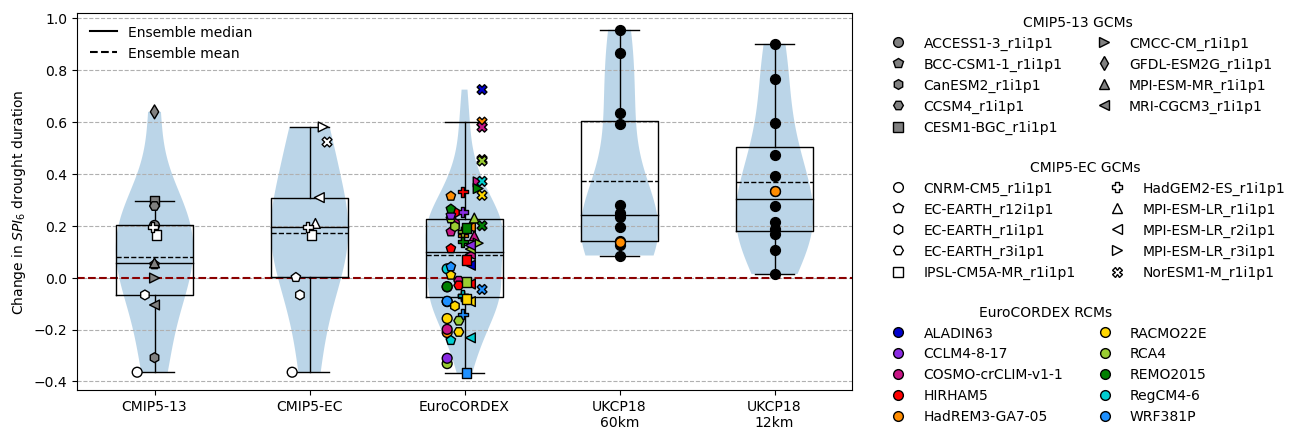 Change in SPI6 drought duration
1.0
0.8
0.6
0.4
0.2
0.0
−0.2
−0.4
Ensemble median
Ensemble mean
CMIP5-13
CMIP5-EC
EuroCORDEX
UKCP18
60km
UKCP18
12km
CMIP5-13 GCMs
ACCESS1-3_r1i1p1
BCC-CSM1-1_r1i1p1
CanESM2_r1i1p1
CCSM4_r1i1p1
CESM1-BGC_r1i1p1
CMCC-CM_r1i1p1
GFDL-ESM2G_r1i1p1
MPI-ESM-MR_r1i1p1
MRI-CGCM3_r1i1p1
CMIP5-EC GCMs
CNRM-CM5_r1i1p1
EC-EARTH_r12i1p1
EC-EARTH_r1i1p1
EC-EARTH_r3i1p1
IPSL-CM5A-MR_r1i1p1
HadGEM2-ES_r1i1p1
MPI-ESM-LR_r1i1p1
MPI-ESM-LR_r2i1p1
MPI-ESM-LR_r3i1p1
NorESM1-M_r1i1p1
EuroCORDEX RCMs
ALADIN63
CCLM4-8-17
COSMO-crCLIM-v1-1
HIRHAM5
HadREM3-GA7-05
RACMO22E
RCA4
REMO2015
RegCM4-6
WRF381P